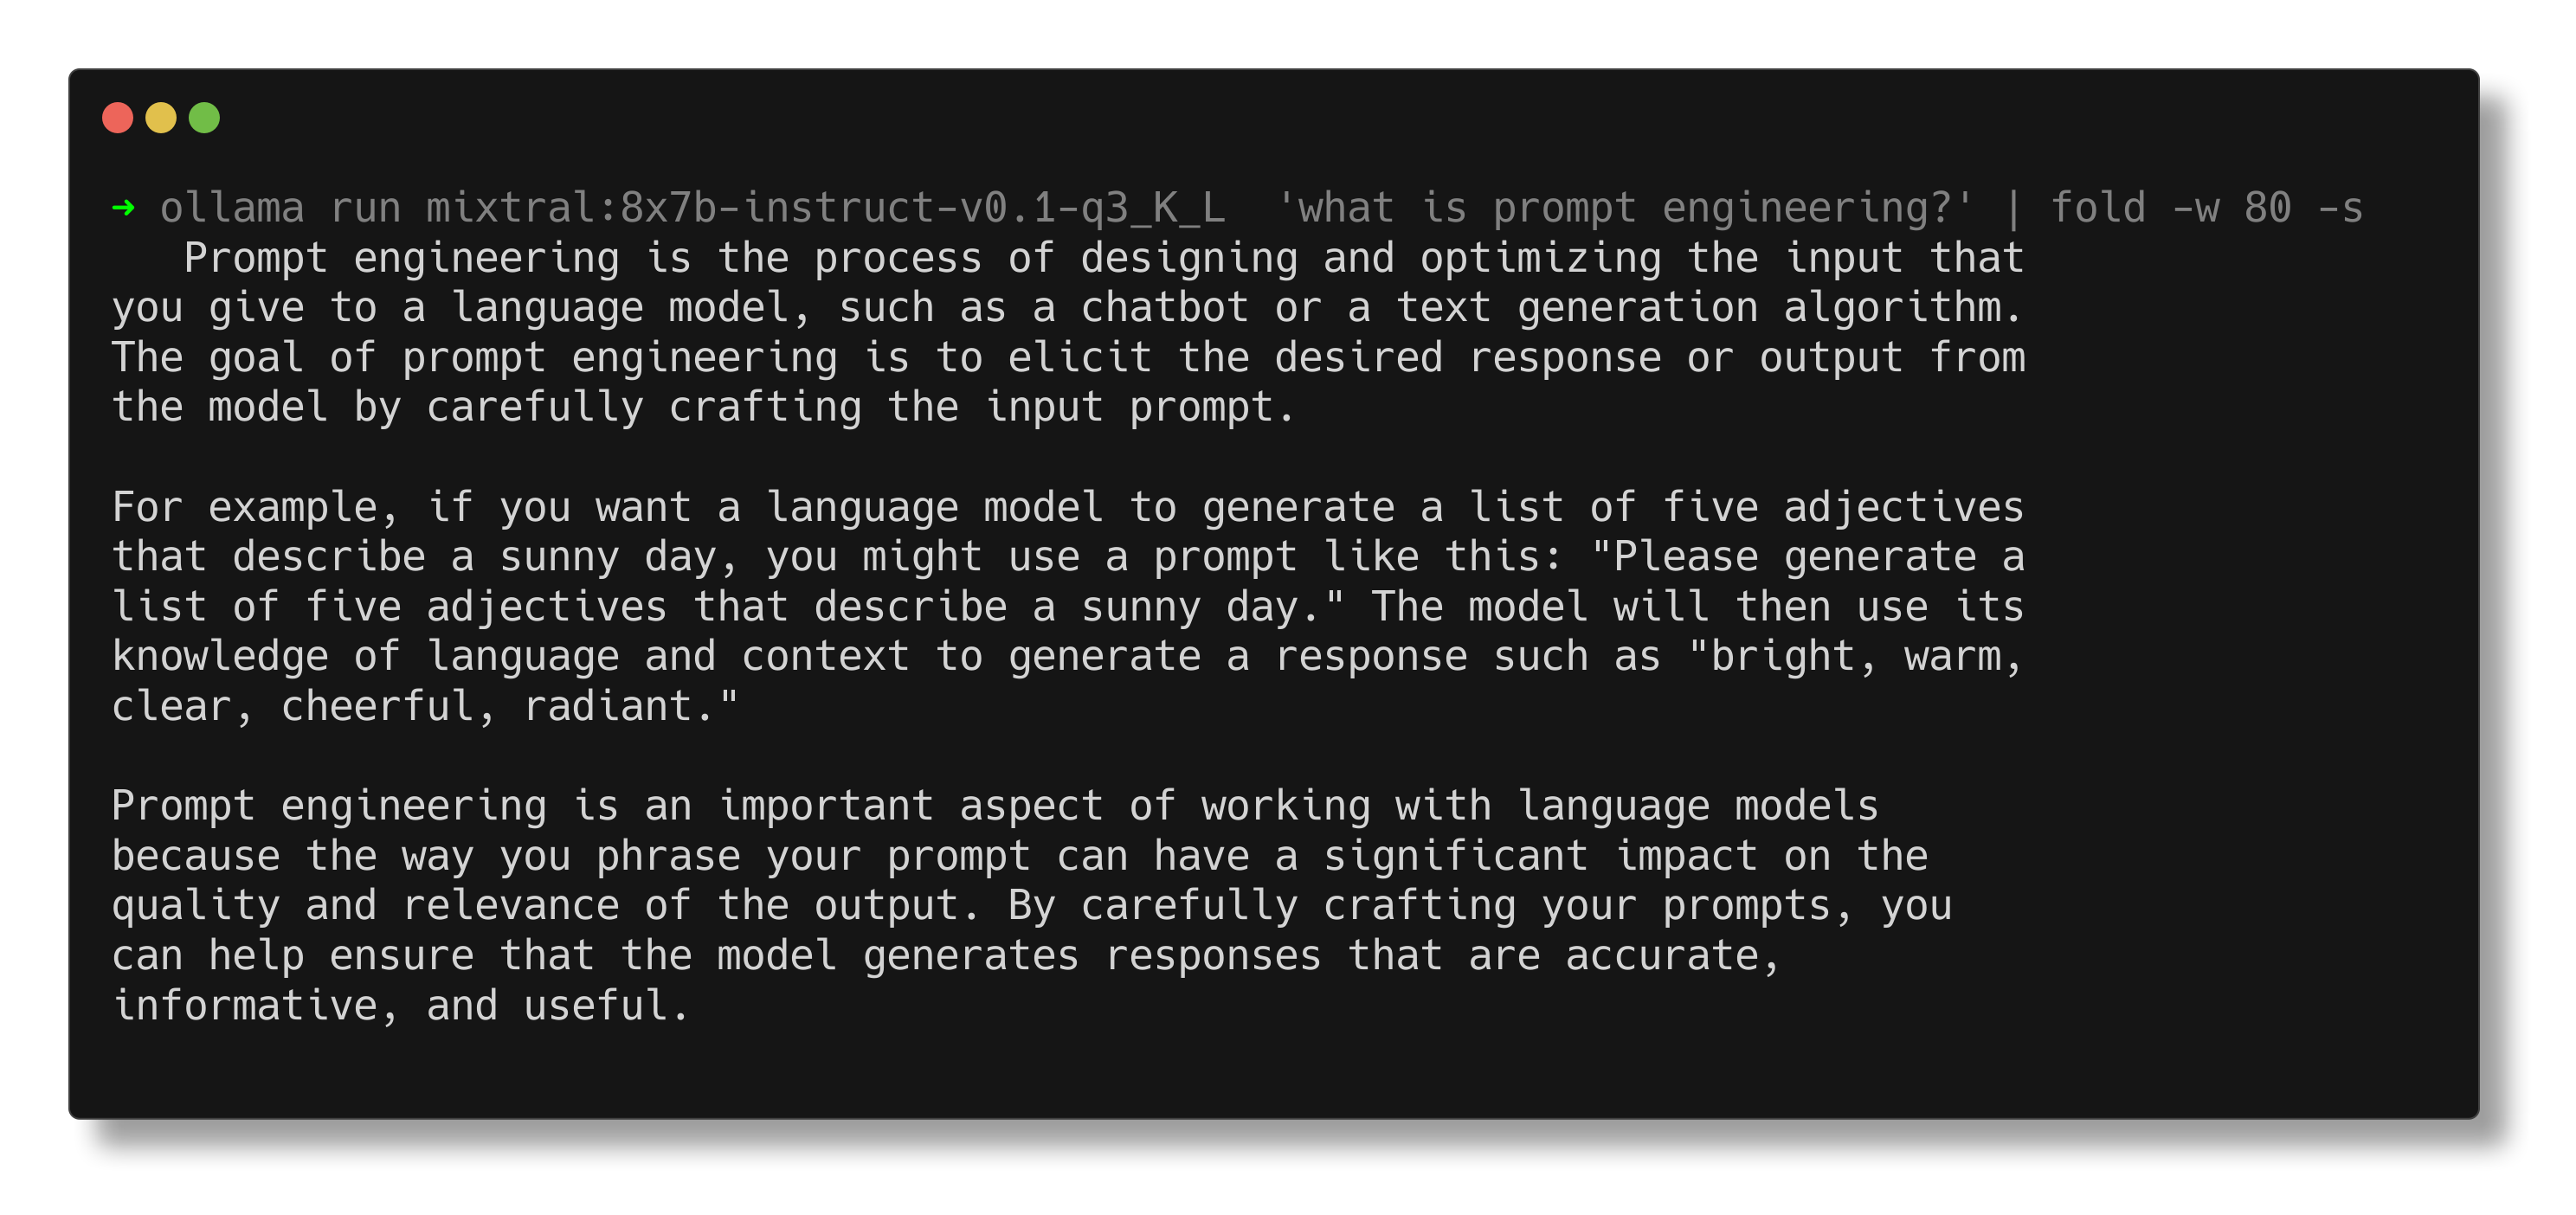 ➜ ollama run mixtral:8x7b-instruct-v0.1-q3_K_L  'what is prompt engineering?' | fold -w 80 -s
   Prompt engineering is the process of designing and optimizing the input that
you give to a language model, such as a chatbot or a text generation algorithm.
The goal of prompt engineering is to elicit the desired response or output from
the model by carefully crafting the input prompt.

For example, if you want a language model to generate a list of five adjectives
that describe a sunny day, you might use a prompt like this: "Please generate a
list of five adjectives that describe a sunny day." The model will then use its
knowledge of language and context to generate a response such as "bright, warm,
clear, cheerful, radiant."

Prompt engineering is an important aspect of working with language models
because the way you phrase your prompt can have a significant impact on the
quality and relevance of the output. By carefully crafting your prompts, you
can help ensure that the model generates responses that are accurate,
informative, and useful.